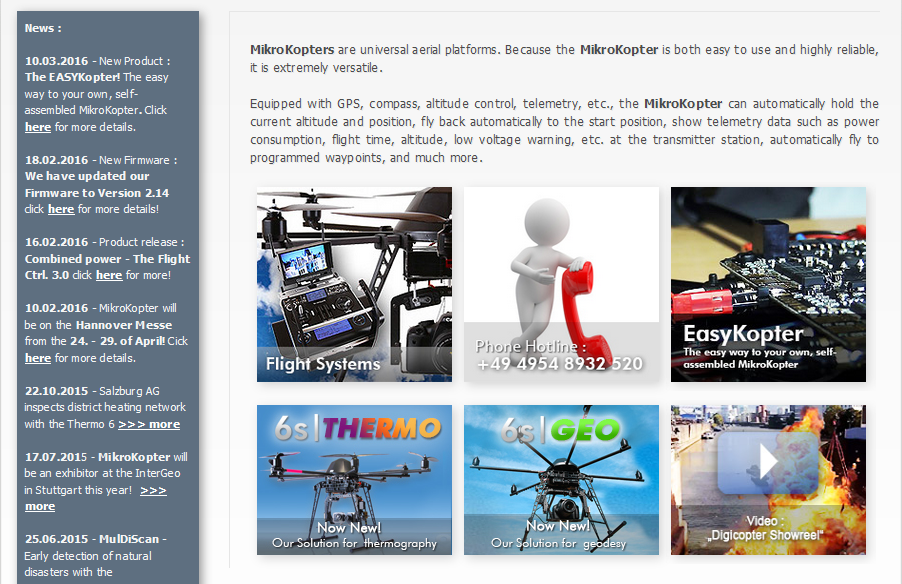 News :
10.03.2016 - New Product :
The EASYKopter! The easy
way to your own, self-
assembled MikroKopter. Click
here for more details.
18.02.2016 - New Firmware :
We have updated our
Firmware to Version 2.14
click here for more details!
16.02.2016 - Product release :
Combined power - The Flight
Ctrl. 3.0 click here for more!
10.02.2016 - MikroKopter will
be on the Hannover Messe
from the 24. - 29. of April! Cick
here for more details.
22.10.2015 - Salzburg AG
inspects district heating network
with the Thermo 6 >>> more
17.07.2015 - MikroKopter will
be an exhibitor at the InterGeo
in Stuttgart this year! >>>
more
25.06.2015 - MulDiScan -
Early detection of natural
disasters with the
MikroKopters are universal aerial platforms. Because the MikroKopter is both easy to use and highly reliable,
it is extremely versatile.
Equipped with GPS, compass, altitude control, telemetry, etc., the MikroKopter can automatically hold the
current altitude and position, fly back automatically to the start position, show telemetry data such as power
consumption, flight time, altitude, low voltage warning, etc. at the transmitter station, automatically fly to
programmed waypoints, and much more.
Flight Systems
Phone Hotline :
+49 4954 8932 520
EasyKopter
The easy way to your own, self-
assembled MikroKopter
6s|THERMO
Now New!
Our Solution for thermography
6s|GEO
Now New!
Our Solution for geodesy
Video :
„Digicopter Showreel"